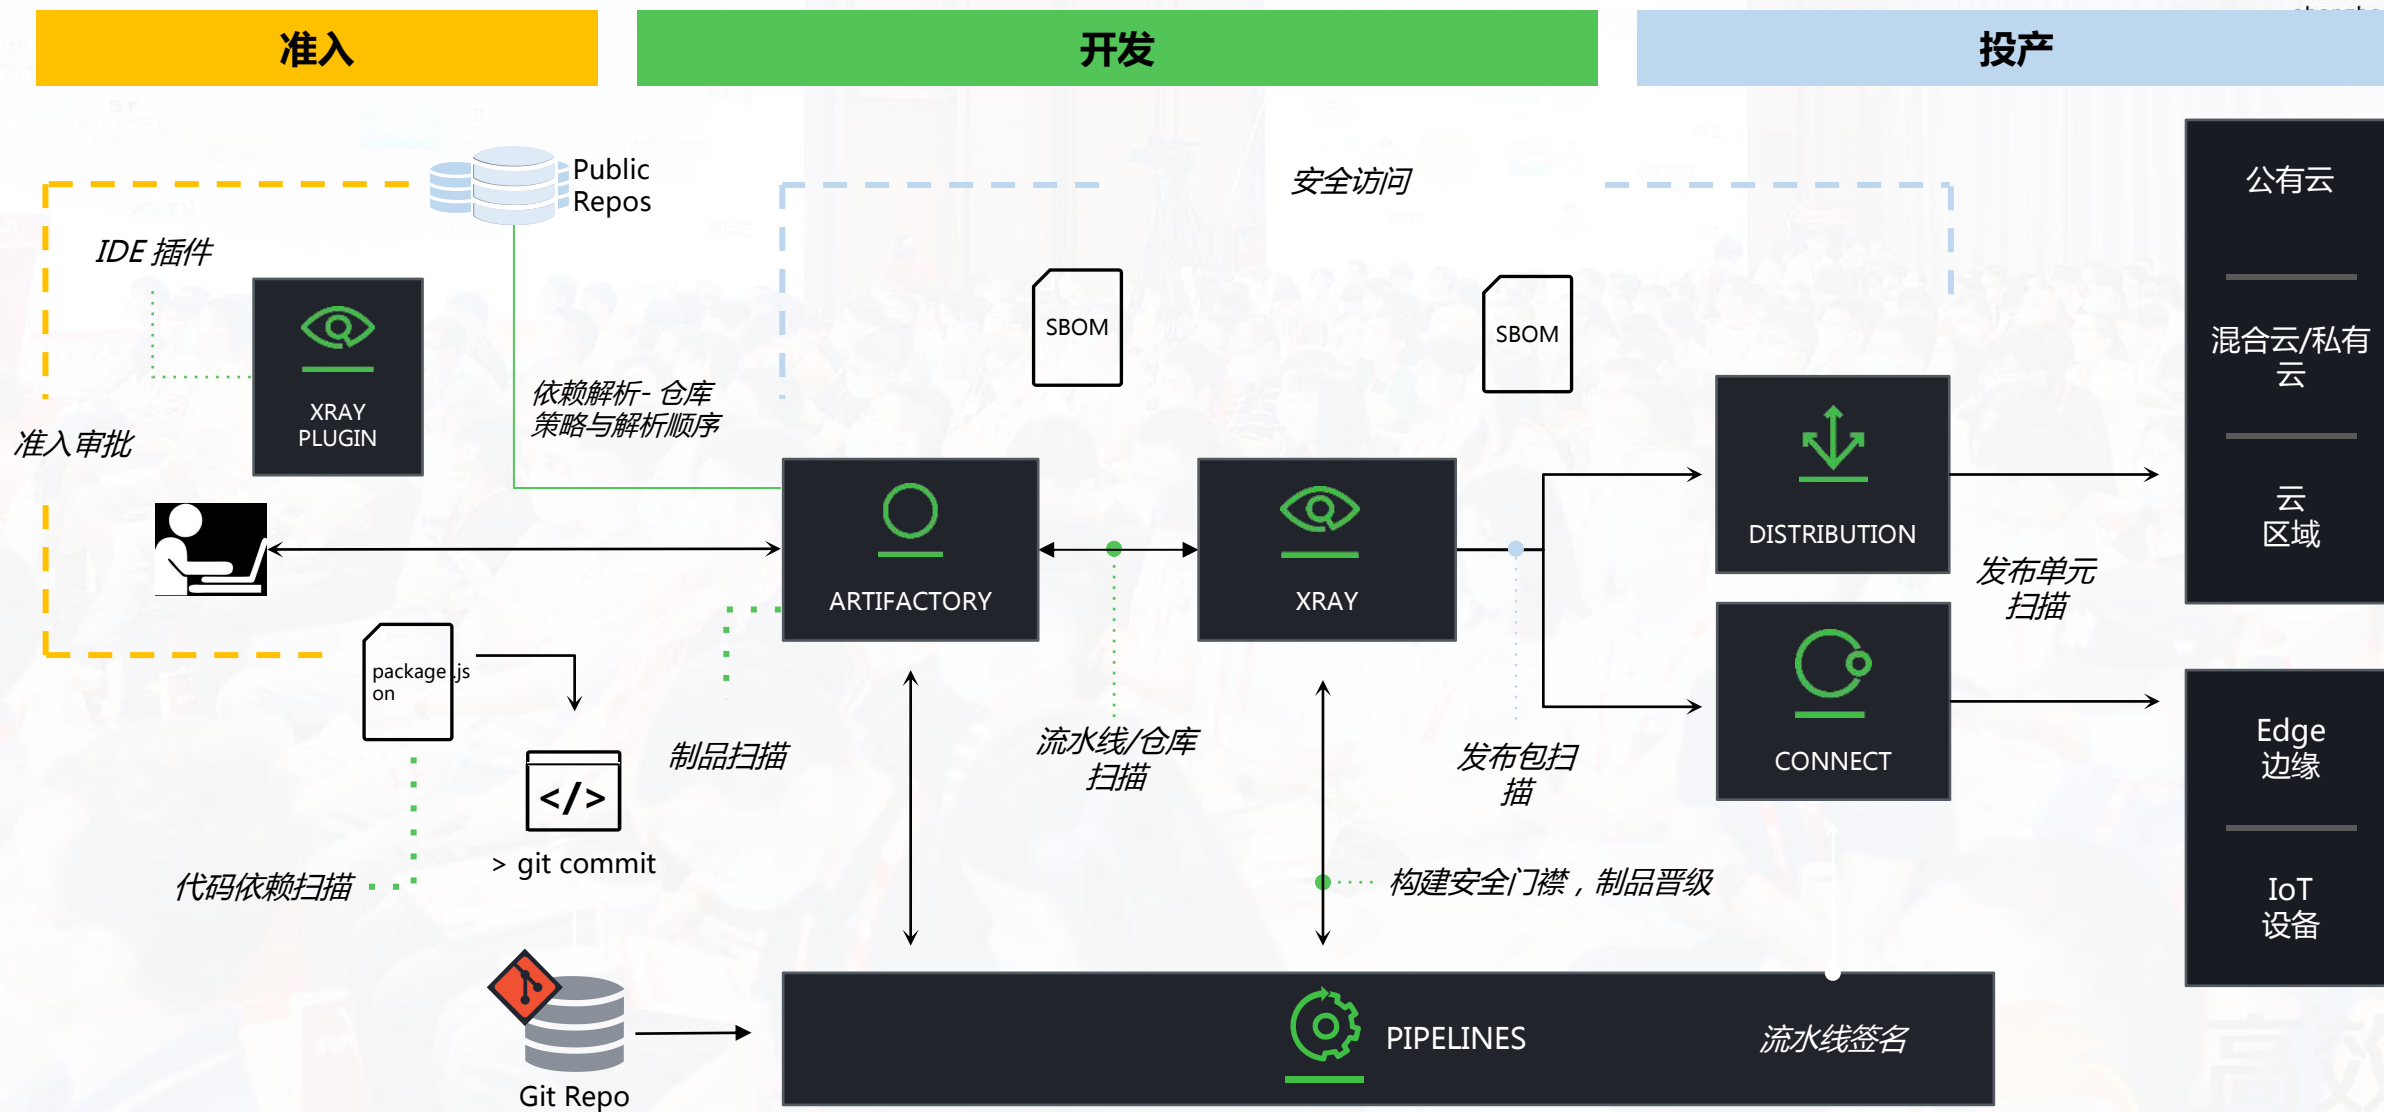 准入
开发
投产
Public
Repos
安全访问
公有云
IDE 插件
SBOM
SBOM
混合云/私有
云
XRAY
PLUGIN
依赖解析- 仓库
策略与解析顺序
准入审批
云
区域
ARTIFACTORY
XRAY
DISTRIBUTION
发布单元
扫描
package.js
on
制品扫描
流水线/仓库
扫描
发布包扫
描
CONNECT
Edge
边缘
</>
> git commit
代码依赖扫描
构建安全门襟，制品晋级
IoT
设备
PIPELINES
流水线签名
Git Repo
高效